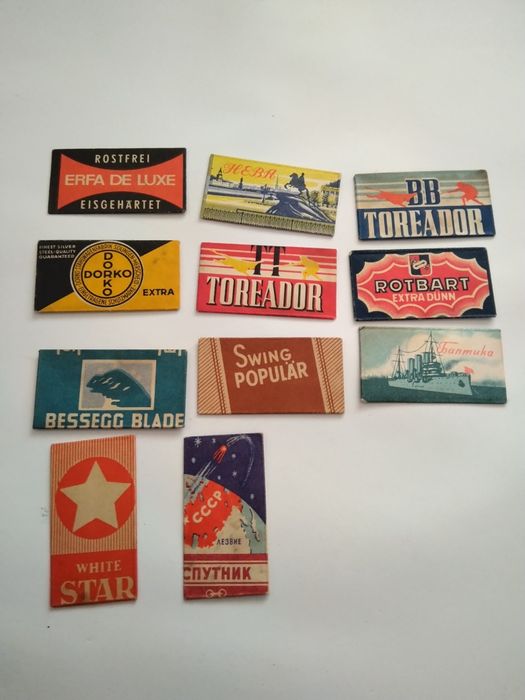 ROSTFREI
ERFA DE LUXE
EISGEHÄRTET
НЕВА
BB
TOREADOR
FINEST SILVER
STEEL-QUALITY
GUARANTEED
DORKO
DORKO
EXTRA
TT
TOREADOR
ROTBART
EXTRA DÜNN
BESSEGG BLADE
SWING
POPULÄR
Балтика
WHITE
STAR
СССР
ЛЕЗВИЕ
СПУТНИК